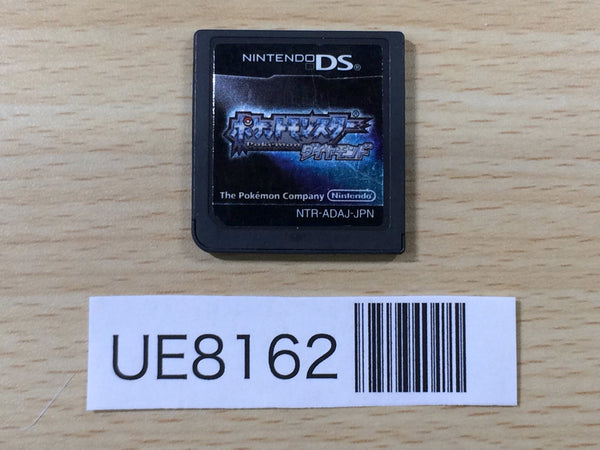 NINTENDO DS
ポケットモンスター
Pokémon
ダイヤモンド
The Pokémon Company Nintendo
NTR-ADAJ-JPN
UE8162